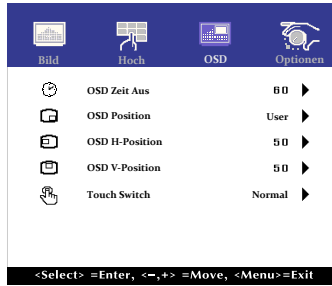 Bild Hoch OSD Optionen
OSD Zeit Aus 60
OSD Position User
OSD H-Position 50
OSD V-Position 50
Touch Switch Normal
<Select> =Enter, <−,+> =Move, <Menu>=Exit